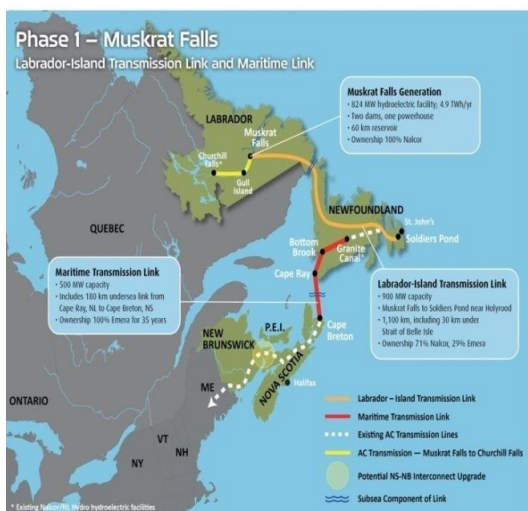 Phase 1 – Muskrat Falls
Labrador-Island Transmission Link and Maritime Link
Muskrat Falls Generation
• 824 MW hydroelectric facility; 4.9 TWh/yr
• Two dams, one powerhouse
• 60 km reservoir
• Ownership 100% Nalcor
LABRADOR
Muskrat
Falls
Churchill
Falls*
Gull
Island
QUEBEC
NEWFOUNDLAND
St. John's
Soldiers Pond
Bottom
Brook
Granite
Canal*
Cape Ray
Maritime Transmission Link
• 500 MW capacity
• Includes 180 km undersea link from
Cape Ray, NL to Cape Breton, NS
• Ownership 100% Emera for 35 years
Labrador-Island Transmission Link
• 900 MW capacity
• Muskrat Falls to Soldiers Pond near Holyrood
• 1,100 km, including 30 km under
Strait of Belle Isle
• Ownership 71% Nalcor, 29% Emera
P.E.I.
Cape
Breton
NEW
BRUNSWICK
NOVA SCOTIA
Halifax
ME
ONTARIO
VT
NH
NY
Labrador – Island Transmission Link
Maritime Transmission Link
Existing AC Transmission Lines
AC Transmission — Muskrat Falls to Churchill Falls
Potential NS-NB Interconnect Upgrade
Subsea Component of Link
* Existing Nalcor/NL Hydro hydroelectric facilities